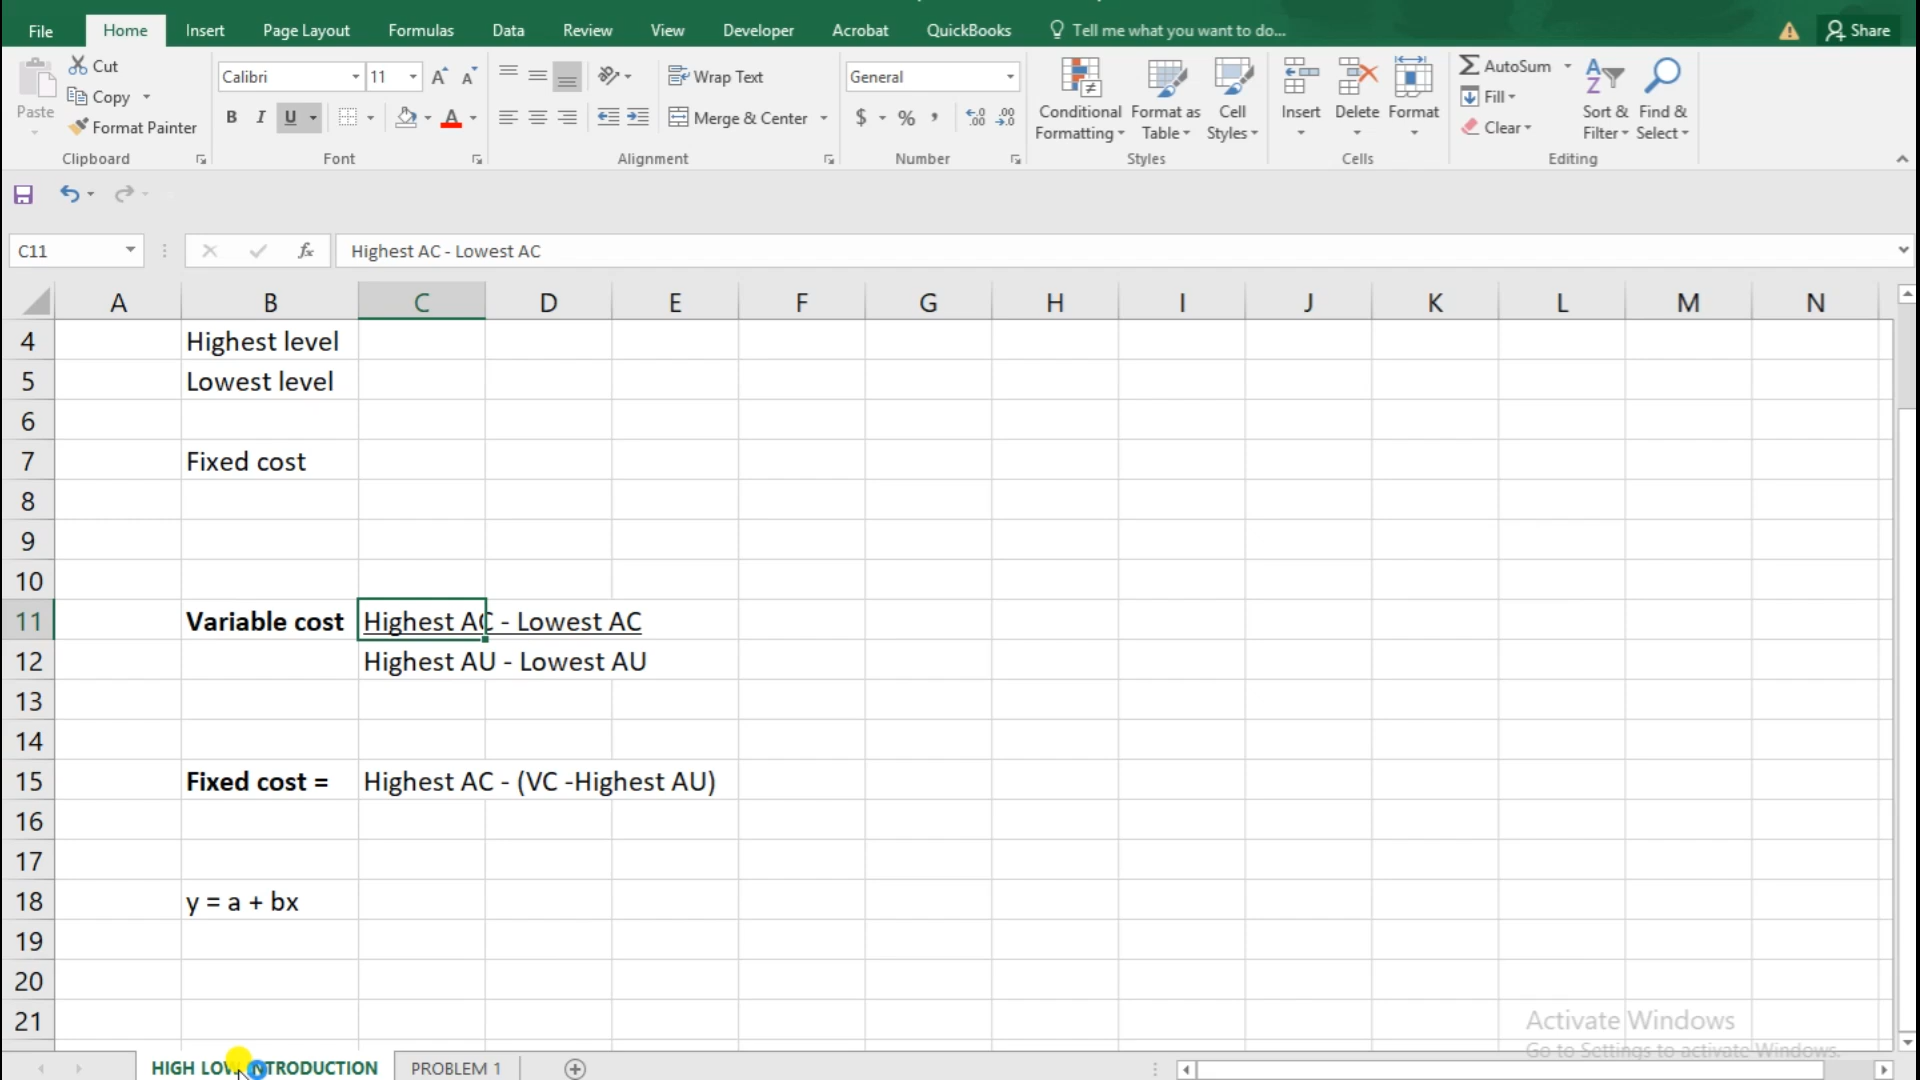 File Home Insert Page Layout Formulas Data Review View Developer Acrobat QuickBooks Tell me what you want to do... Share
Paste Cut Copy Format Painter
Calibri 11
B I U A
Wrap Text
Merge & Center
General
$ % ,
Conditional Formatting Format as Table Cell Styles
Insert Delete Format
AutoSum Fill Clear
Sort & Filter Find & Select
Clipboard Font Alignment Number Styles Cells Editing
C11 fx Highest AC - Lowest AC
A B C D E F G H I J K L M N
4 Highest level
5 Lowest level
6
7 Fixed cost
8
9
10
11 Variable cost Highest AC - Lowest AC
12 Highest AU - Lowest AU
13
14
15 Fixed cost = Highest AC - (VC -Highest AU)
16
17
18 y = a + bx
19
20
21
Activate Windows
Go to Settings to activate Windows.
HIGH LOW INTRODUCTION PROBLEM 1